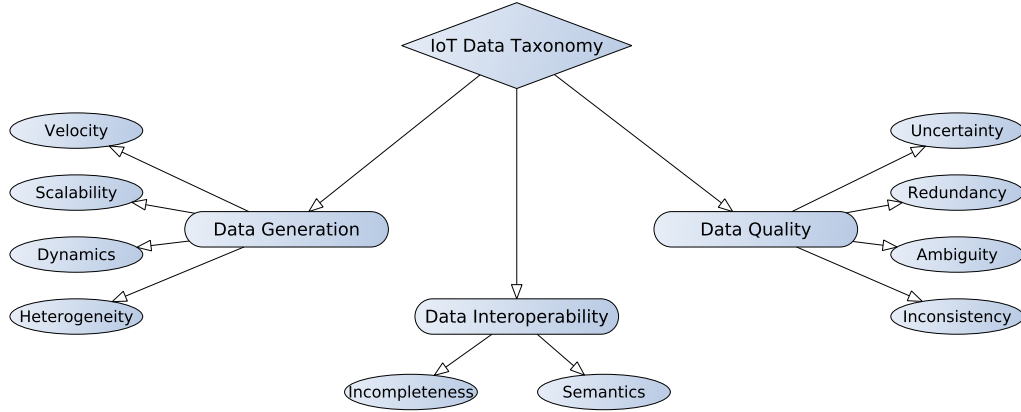 IoT Data Taxonomy
Velocity
Scalability
Dynamics
Heterogeneity
Data Generation
Data Interoperability
Incompleteness
Semantics
Data Quality
Uncertainty
Redundancy
Ambiguity
Inconsistency